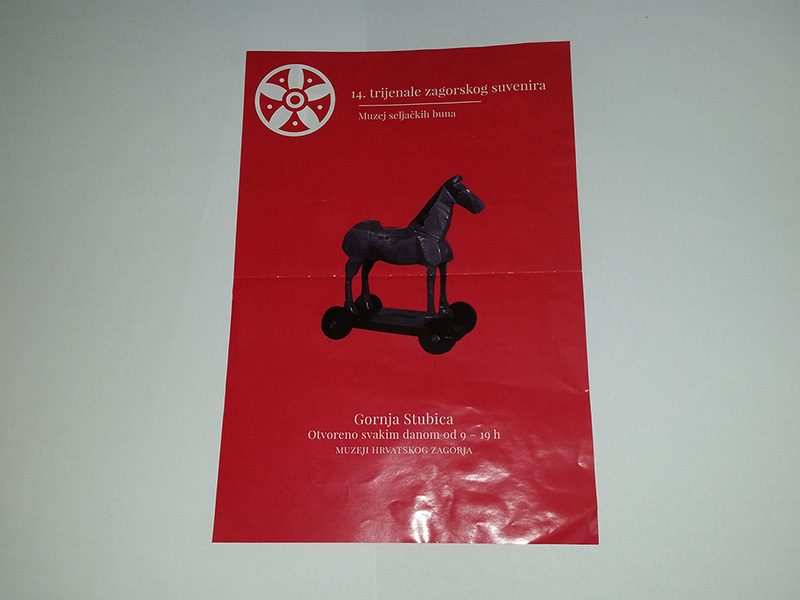 14. trijenale zagorskog suvenira
Muzej seljačkih buna
Gornja Stubica
Otvoreno svakim danom od 9 – 19 h
MUZEJI HRVATSKOG ZAGORJA